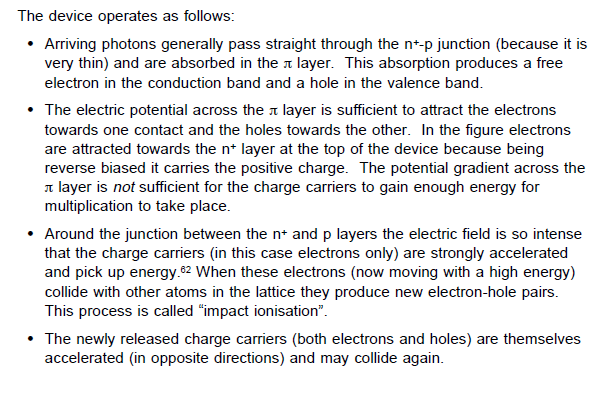 The device operates as follows:
• Arriving photons generally pass straight through the n⁺-p junction (because it is
very thin) and are absorbed in the π layer. This absorption produces a free
electron in the conduction band and a hole in the valence band.
• The electric potential across the π layer is sufficient to attract the electrons
towards one contact and the holes towards the other. In the figure electrons
are attracted towards the n⁺ layer at the top of the device because being
reverse biased it carries the positive charge. The potential gradient across the
π layer is not sufficient for the charge carriers to gain enough energy for
multiplication to take place.
• Around the junction between the n⁺ and p layers the electric field is so intense
that the charge carriers (in this case electrons only) are strongly accelerated
and pick up energy.⁶² When these electrons (now moving with a high energy)
collide with other atoms in the lattice they produce new electron-hole pairs.
This process is called “impact ionisation”.
• The newly released charge carriers (both electrons and holes) are themselves
accelerated (in opposite directions) and may collide again.